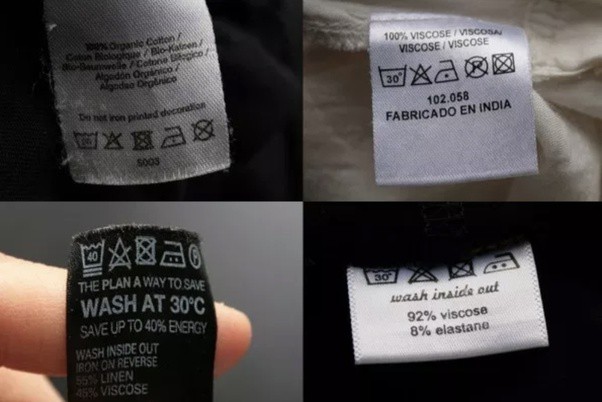 100% Organic Cotton /
Coton Biologique / Bio-Katoen /
Bio-Baumwolle / Cotone Biologico /
Algodón Orgánico /
Algodão Orgânico
Do not iron printed decoration
5003
100% VISCOSE / VISCOSA/
VISCOSE / VISCOSE
30°
102.058
FABRICADO EN INDIA
40 P
THE PLAN A WAY TO SAVE
WASH AT 30°C
SAVE UP TO 40% ENERGY
WASH INSIDE OUT
IRON ON REVERSE
55% LINEN
45% VISCOSE
30°
wash inside out
92% viscose
8% elastane